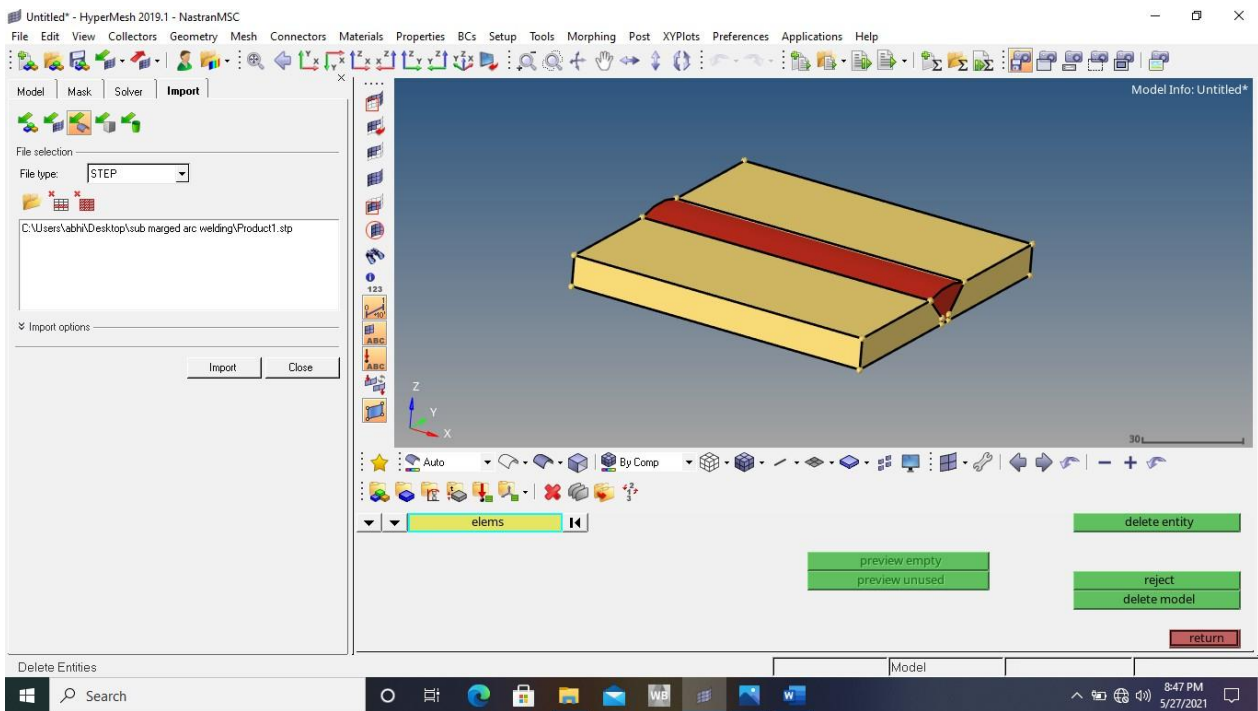 Untitled* - HyperMesh 2019.1 - NastranMSC
File Edit View Collectors Geometry Mesh Connectors Materials Properties BCs Setup Tools Morphing Post XYPlots Preferences Applications Help
Model Mask Solver Import
Model Info: Untitled*
File selection
File type: STEP
C:\Users\abhi\Desktop\sub marged arc welding\Product1.stp
123
ABC
ABC
Import options
Import Close
Z
Y
X
30
Auto By Comp
elems
delete entity
preview empty
preview unused
reject
delete model
return
Delete Entities
Model
Search
WB
W
8:47 PM
5/27/2021